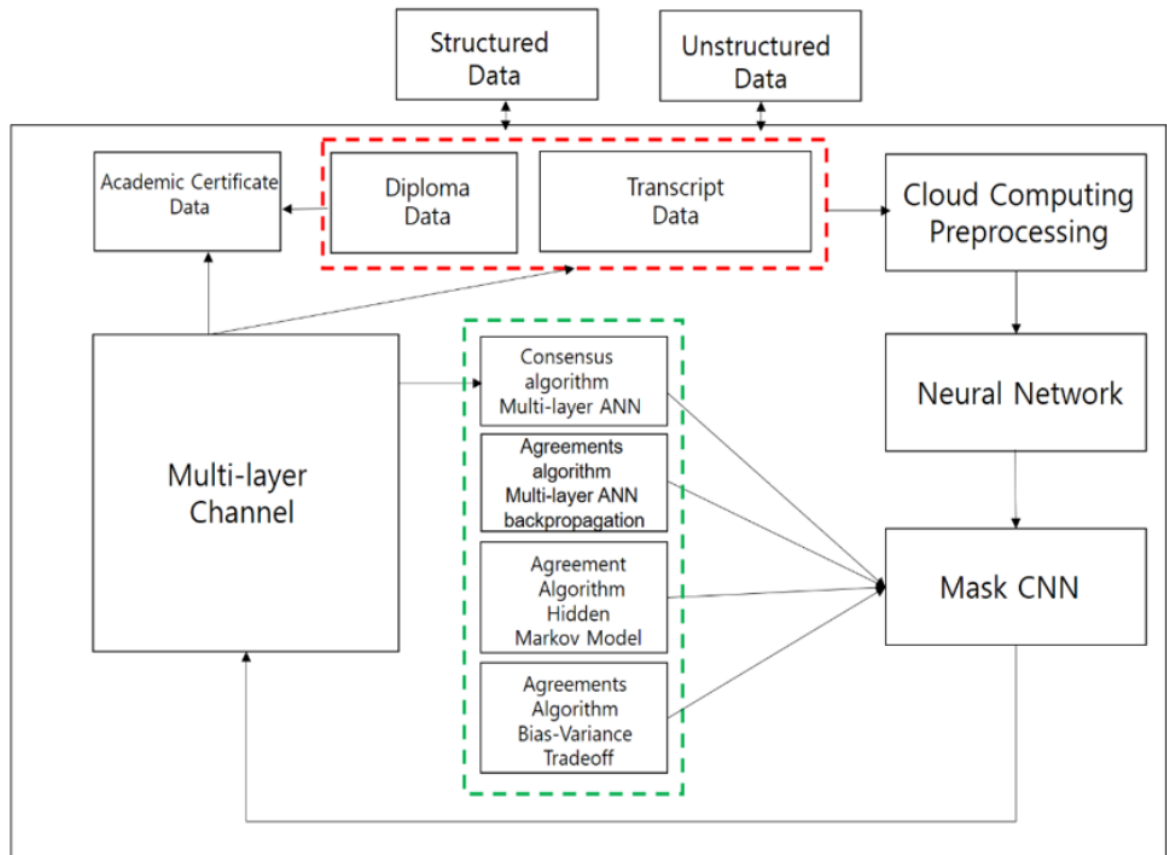 Structured
Data
Unstructured
Data
Academic Certificate
Data
Diploma
Data
Transcript
Data
Cloud Computing
Preprocessing
Multi-layer
Channel
Consensus
algorithm
Multi-layer ANN
Agreements
algorithm
Multi-layer ANN
backpropagation
Agreement
Algorithm
Hidden
Markov Model
Agreements
Algorithm
Bias-Variance
Tradeoff
Neural Network
Mask CNN